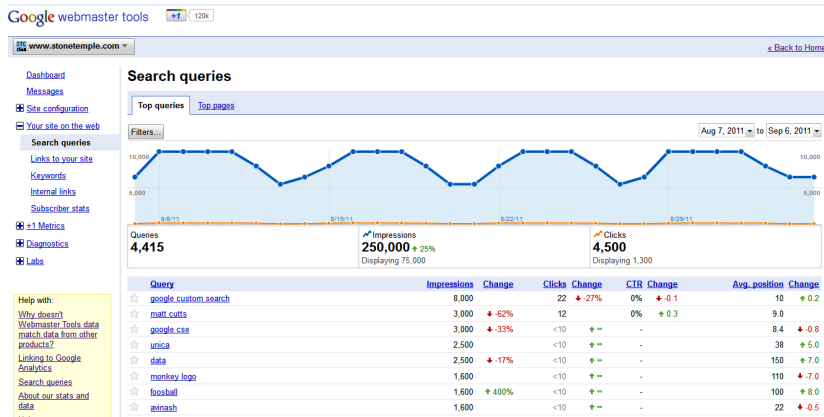 Google webmaster tools +1 120k
www.stonetemple.com
« Back to Home
Dashboard
Messages
Site configuration
Your site on the web
Search queries
Links to your site
Keywords
Internal links
Subscriber stats
+1 Metrics
Diagnostics
Labs
Help with:
Why doesn't
Webmaster Tools data
match data from other
products?
Linking to Google
Analytics
Search queries
About our stats and
data
Search queries
Top queries Top pages
Filters... Aug 7, 2011 to Sep 6, 2011
10,000 10,000
5,000 5,000
8/8/11 8/15/11 8/22/11 8/29/11
Queries Impressions Clicks
4,415 250,000 25% 4,500
Displaying 75,000 Displaying 1,300
Query Impressions Change Clicks Change CTR Change Avg. position Change
google custom search 8,000 22 -27% 0% -0.1 10 0.2
matt cutts 3,000 -62% 12 0% 0.3 9.0
google cse 3,000 -33% <10 ∞ - 8.4 -0.8
unica 2,500 <10 ∞ - 38 5.0
data 2,500 -17% <10 ∞ - 150 7.0
monkey logo 1,600 <10 ∞ - 110 -7.0
foosball 1,600 400% <10 ∞ - 100 8.0
avinash 1,600 <10 ∞ - 22 -0.5